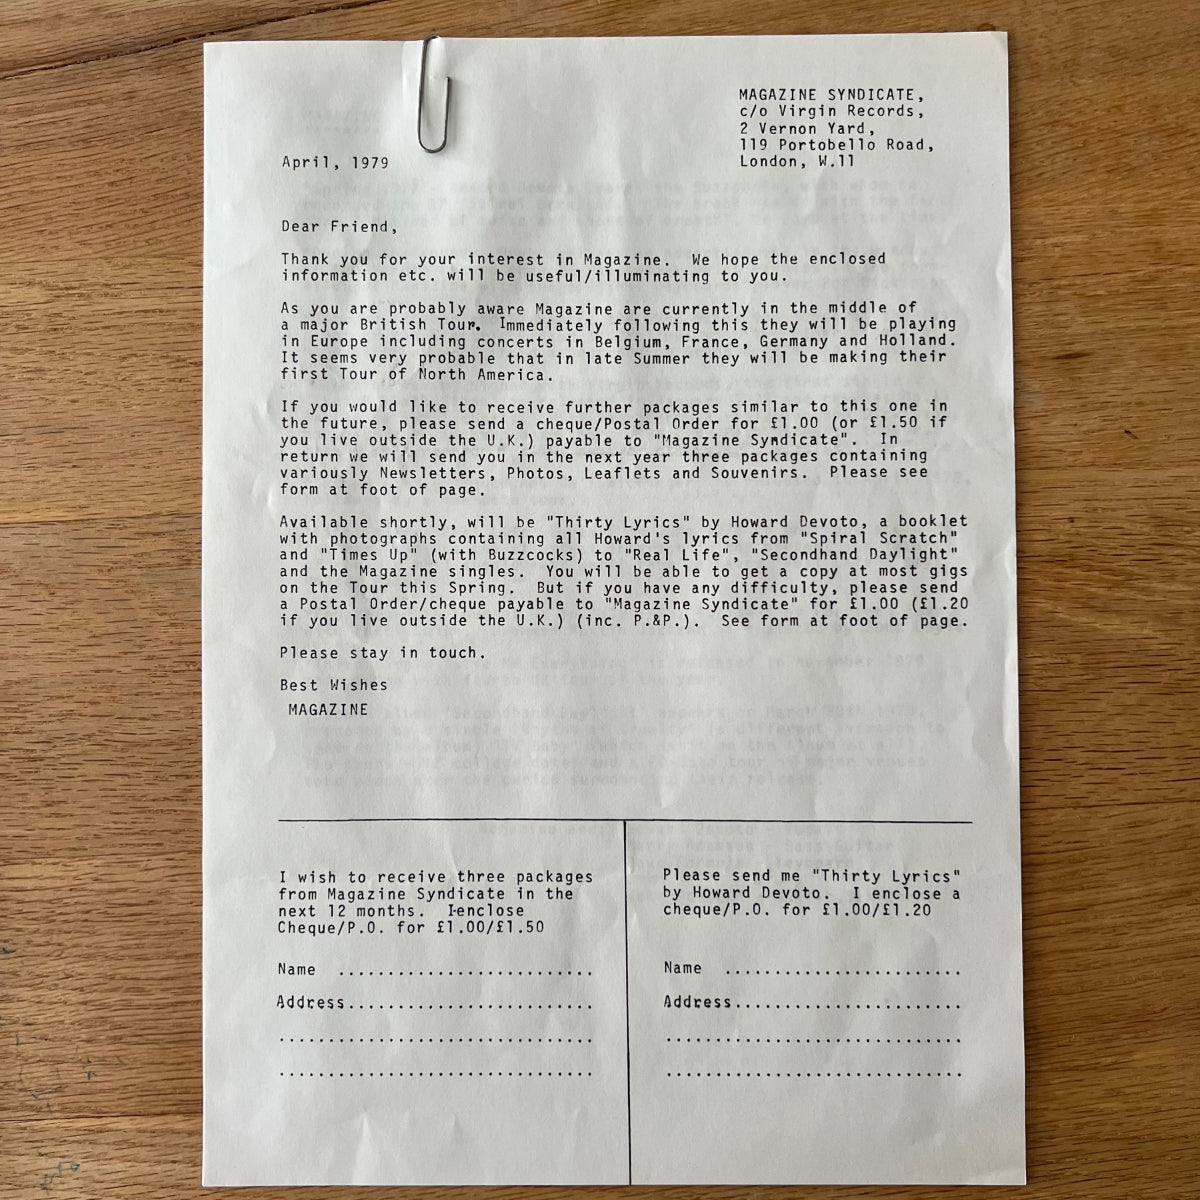 MAGAZINE SYNDICATE,
c/o Virgin Records,
2 Vernon Yard,
119 Portobello Road,
London, W.11
April, 1979
Dear Friend,
Thank you for your interest in Magazine. We hope the enclosed
information etc. will be useful/illuminating to you.
As you are probably aware Magazine are currently in the middle of
a major British Tour. Immediately following this they will be playing
in Europe including concerts in Belgium, France, Germany and Holland.
It seems very probable that in late Summer they will be making their
first Tour of North America.
If you would like to receive further packages similar to this one in
the future, please send a cheque/Postal Order for £1.00 (or £1.50 if
you live outside the U.K.) payable to "Magazine Syndicate". In
return we will send you in the next year three packages containing
variously Newsletters, Photos, Leaflets and Souvenirs. Please see
form at foot of page.
Available shortly, will be "Thirty Lyrics" by Howard Devoto, a booklet
with photographs containing all Howard's lyrics from "Spiral Scratch"
and "Times Up" (with Buzzcocks) to "Real Life", "Secondhand Daylight"
and the Magazine singles. You will be able to get a copy at most gigs
on the Tour this Spring. But if you have any difficulty, please send
a Postal Order/cheque payable to "Magazine Syndicate" for £1.00 (£1.20
if you live outside the U.K.) (inc. P.&P.). See form at foot of page.
Please stay in touch.
Best Wishes
MAGAZINE
I wish to receive three packages
from Magazine Syndicate in the
next 12 months. I enclose
Cheque/P.O. for £1.00/£1.50
Name ..........................
Address.........................
................................
................................
Please send me "Thirty Lyrics"
by Howard Devoto. I enclose a
cheque/P.O. for £1.00/£1.20
Name ........................
Address.......................
..............................
..............................